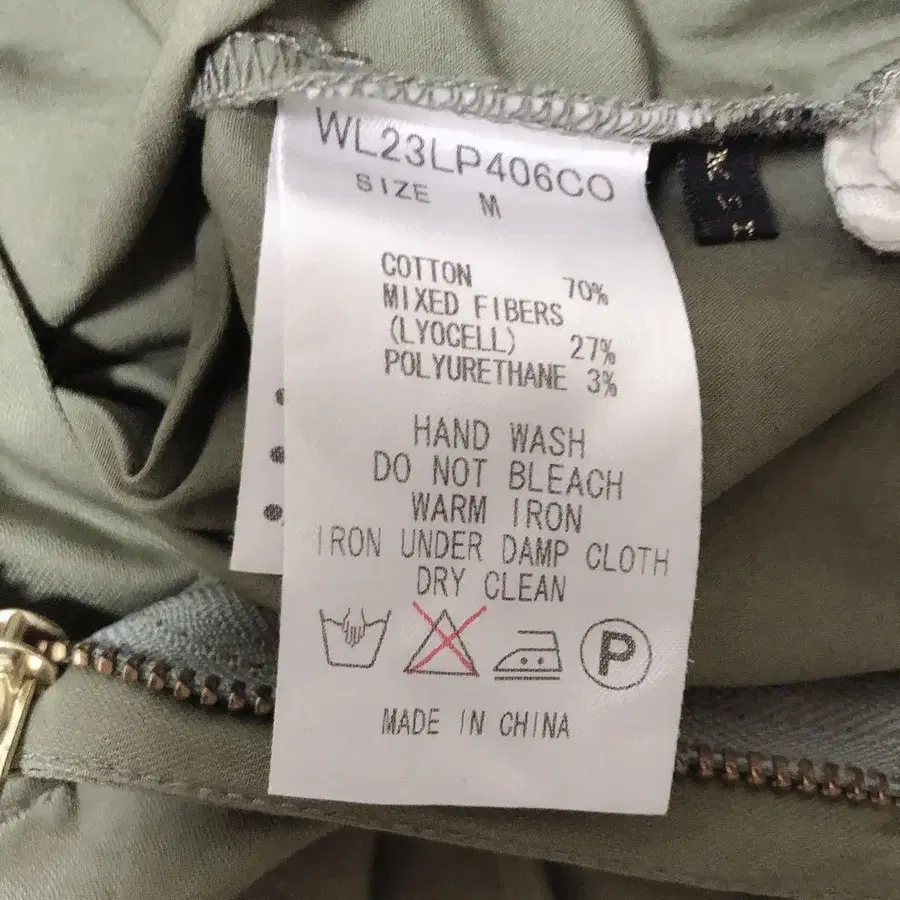 WL23LP406CO
SIZE M
COTTON 70%
MIXED FIBERS
(LYOCELL) 27%
POLYURETHANE 3%
HAND WASH
DO NOT BLEACH
WARM IRON
IRON UNDER DAMP CLOTH
DRY CLEAN
P
MADE IN CHINA